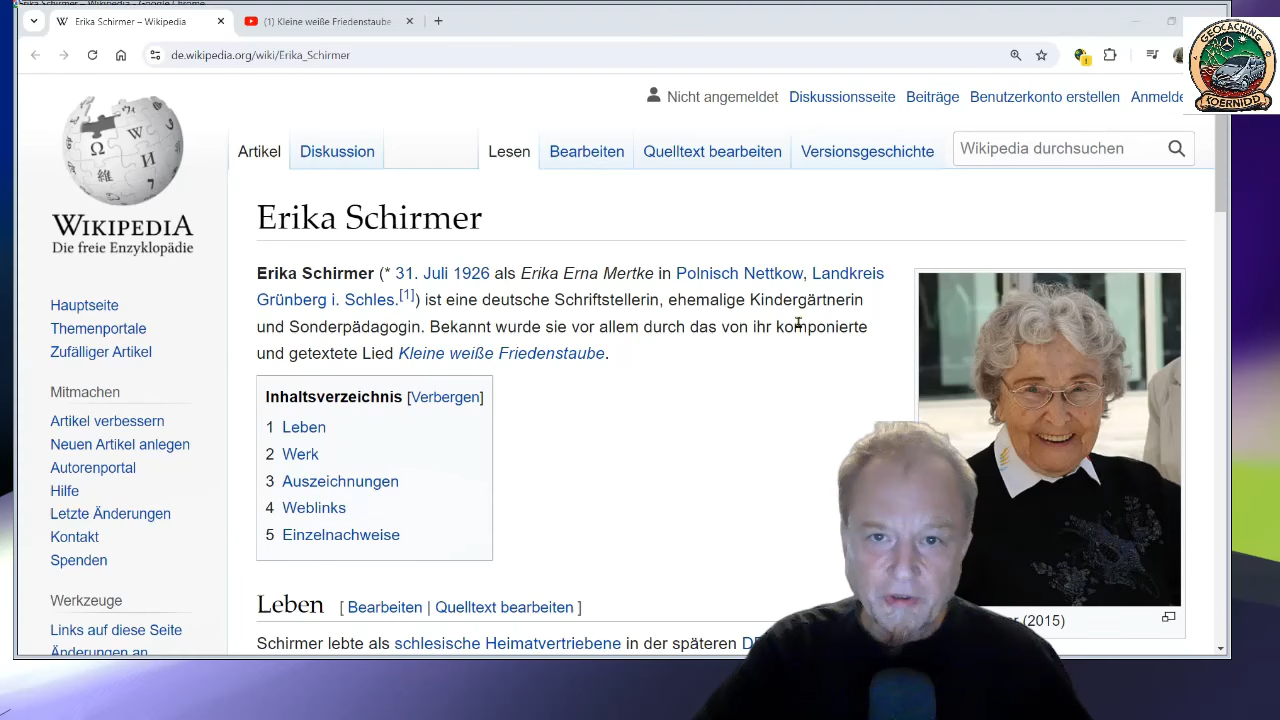 Erika Schirmer – Wikipedia
(1) Kleine weiße Friedenstaube
de.wikipedia.org/wiki/Erika_Schirmer
GEOCACHING
KOERNIDD
Nicht angemeldet Diskussionsseite Beiträge Benutzerkonto erstellen Anmelde
Artikel Diskussion Lesen Bearbeiten Quelltext bearbeiten Versionsgeschichte Wikipedia durchsuchen
WIKIPEDIA
Die freie Enzyklopädie
Hauptseite
Themenportale
Zufälliger Artikel
Mitmachen
Artikel verbessern
Neuen Artikel anlegen
Autorenportal
Hilfe
Letzte Änderungen
Kontakt
Spenden
Werkzeuge
Links auf diese Seite
Änderungen an
Erika Schirmer
Erika Schirmer (* 31. Juli 1926 als Erika Erna Mertke in Polnisch Nettkow, Landkreis
Grünberg i. Schles.[1]) ist eine deutsche Schriftstellerin, ehemalige Kindergärtnerin
und Sonderpädagogin. Bekannt wurde sie vor allem durch das von ihr komponierte
und getextete Lied Kleine weiße Friedenstaube.
Inhaltsverzeichnis [Verbergen]
1 Leben
2 Werk
3 Auszeichnungen
4 Weblinks
5 Einzelnachweise
(2015)
Leben [ Bearbeiten | Quelltext bearbeiten ]
Schirmer lebte als schlesische Heimatvertriebene in der späteren